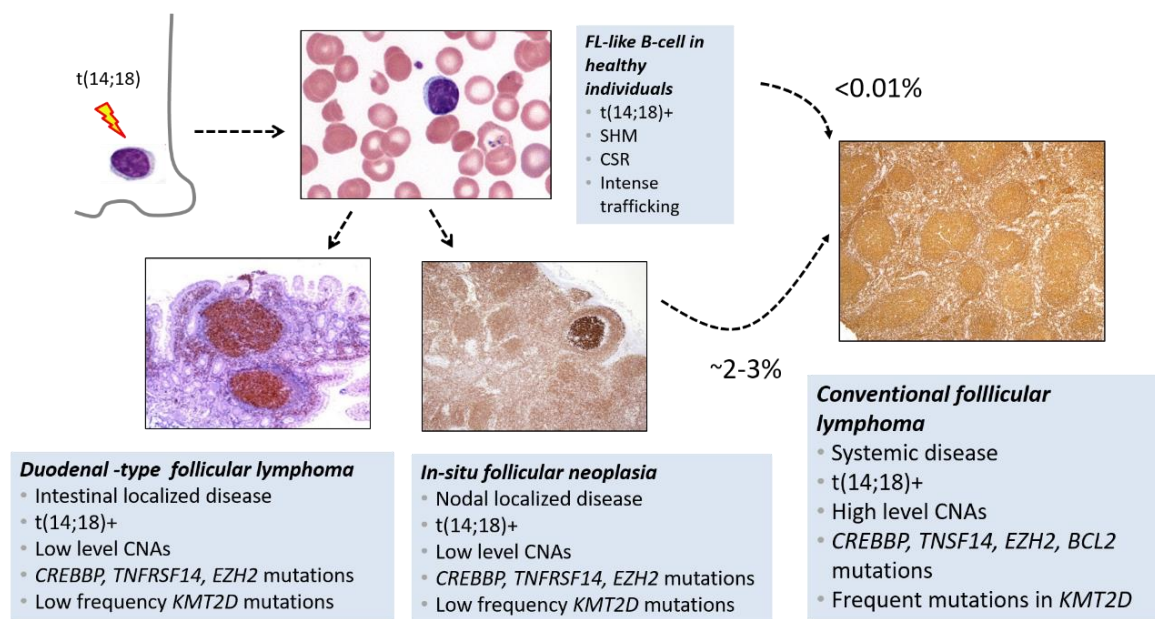 t(14;18)
FL-like B-cell in
healthy
individuals
• t(14;18)+
• SHM
• CSR
• Intense
trafficking
<0.01%
~2-3%
Duodenal -type follicular lymphoma
• Intestinal localized disease
• t(14;18)+
• Low level CNAs
• CREBBP, TNFRSF14, EZH2 mutations
• Low frequency KMT2D mutations
In-situ follicular neoplasia
• Nodal localized disease
• t(14;18)+
• Low level CNAs
• CREBBP, TNFRSF14, EZH2 mutations
• Low frequency KMT2D mutations
Conventional folllicular
lymphoma
• Systemic disease
• t(14;18)+
• High level CNAs
• CREBBP, TNSF14, EZH2, BCL2
mutations
• Frequent mutations in KMT2D